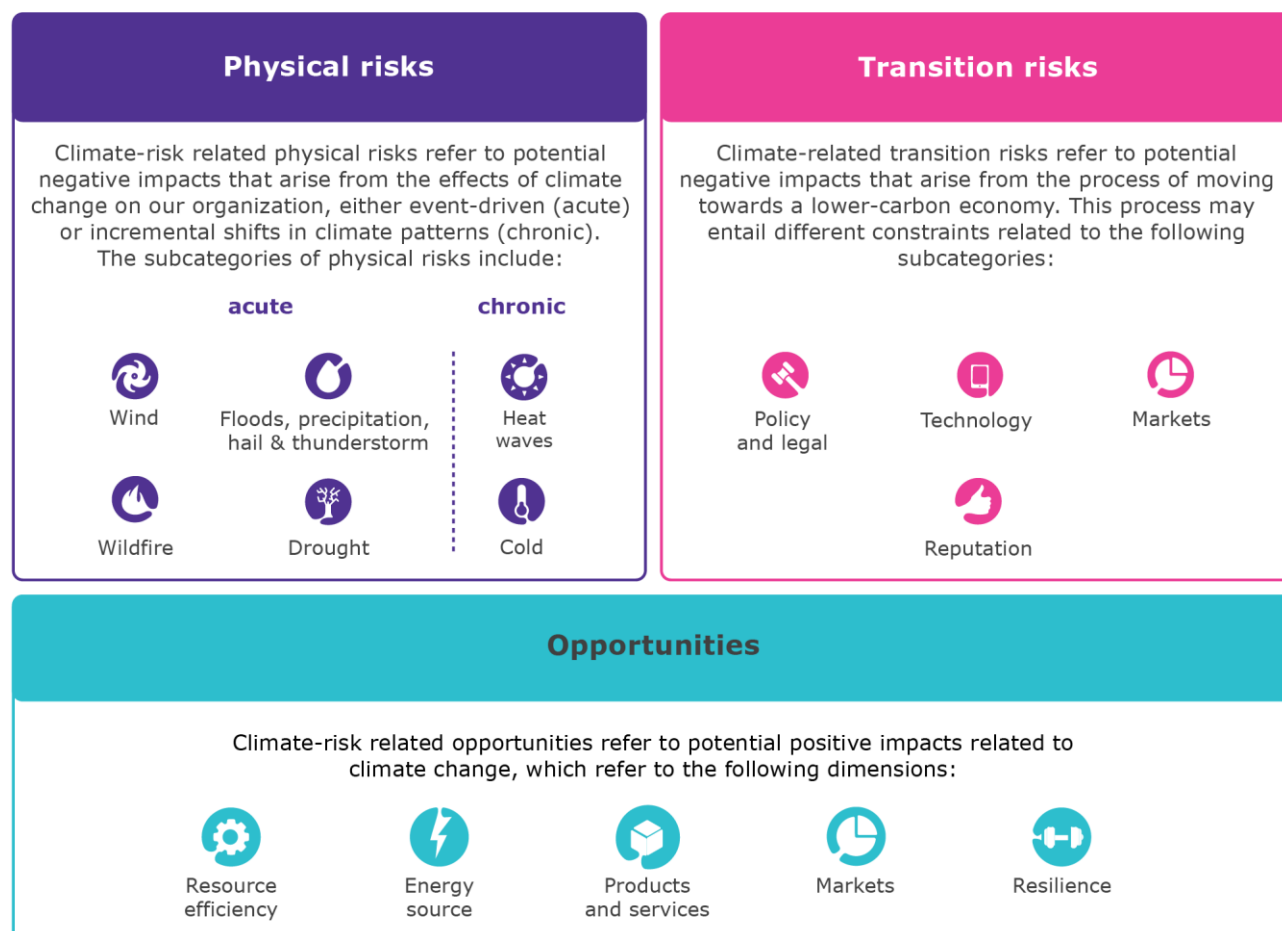 Physical risks
Climate-risk related physical risks refer to potential
negative impacts that arise from the effects of climate
change on our organization, either event-driven (acute)
or incremental shifts in climate patterns (chronic).
The subcategories of physical risks include:
acute
chronic
Wind
Floods, precipitation,
hail & thunderstorm
Heat
waves
Wildfire
Drought
Cold
Transition risks
Climate-related transition risks refer to potential
negative impacts that arise from the process of moving
towards a lower-carbon economy. This process may
entail different constraints related to the following
subcategories:
Policy
and legal
Technology
Markets
Reputation
Opportunities
Climate-risk related opportunities refer to potential positive impacts related to
climate change, which refer to the following dimensions:
Resource
efficiency
Energy
source
Products
and services
Markets
Resilience